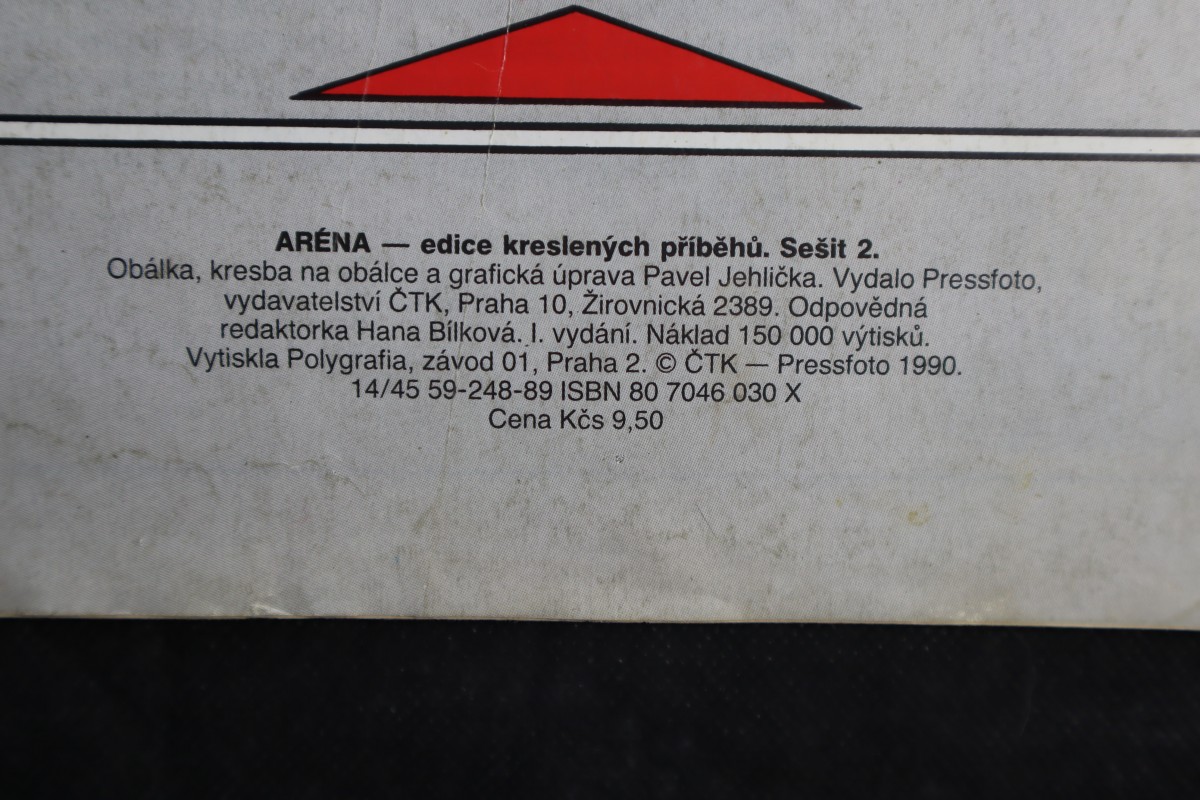 ARÉNA — edice kreslených příběhů. Sešit 2.
Obálka, kresba na obálce a grafická úprava Pavel Jehlička. Vydalo Pressfoto,
vydavatelství ČTK, Praha 10, Žirovnická 2389. Odpovědná
redaktorka Hana Bílková. I. vydání. Náklad 150 000 výtisků.
Vytiskla Polygrafia, závod 01, Praha 2. © ČTK — Pressfoto 1990.
14/45 59-248-89 ISBN 80 7046 030 X
Cena Kčs 9,50